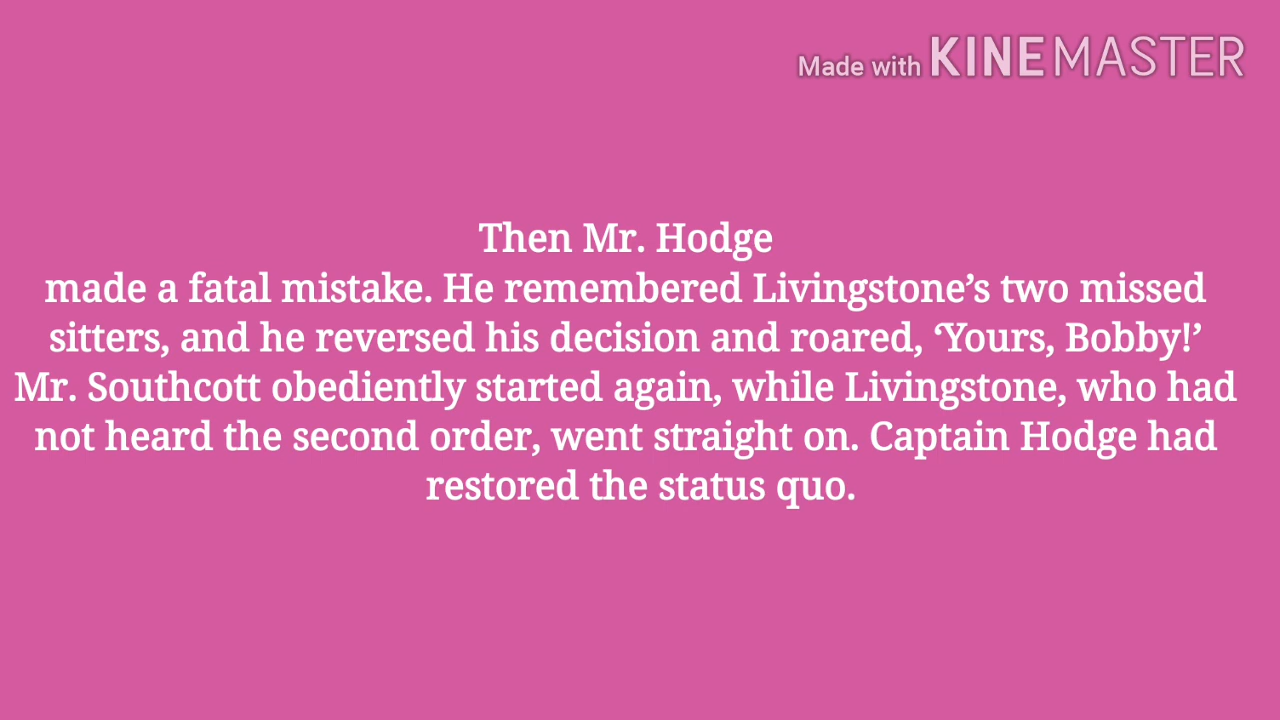 Made with KINEMASTER
Then Mr. Hodge
made a fatal mistake. He remembered Livingstone’s two missed
sitters, and he reversed his decision and roared, ‘Yours, Bobby!’
Mr. Southcott obediently started again, while Livingstone, who had
not heard the second order, went straight on. Captain Hodge had
restored the status quo.